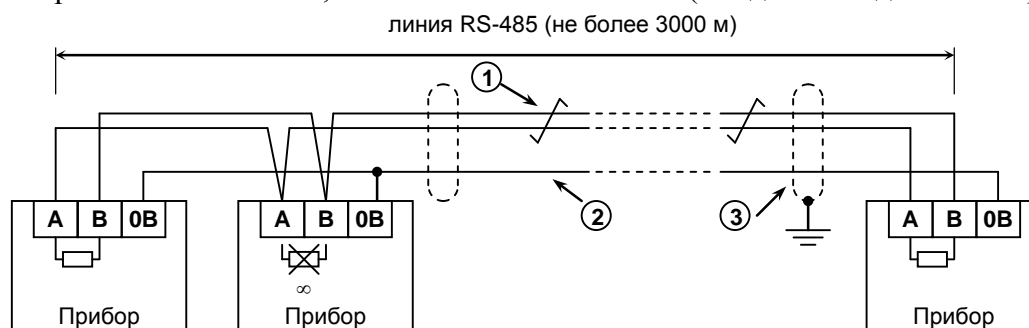 линия RS-485 (не более 3000 м)
1
2
3
A B 0B
A B 0B
A B 0B
∞
Прибор
Прибор
Прибор